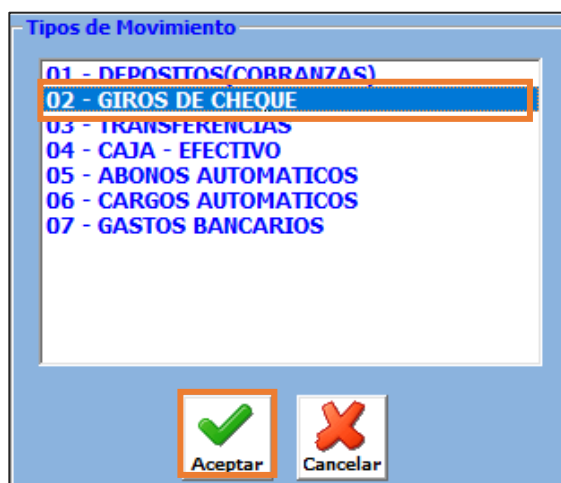 Tipos de Movimiento
01 - DEPOSITOS(COBRANZAS)
02 - GIROS DE CHEQUE
03 - TRANSFERENCIAS
04 - CAJA - EFECTIVO
05 - ABONOS AUTOMATICOS
06 - CARGOS AUTOMATICOS
07 - GASTOS BANCARIOS
Aceptar
Cancelar